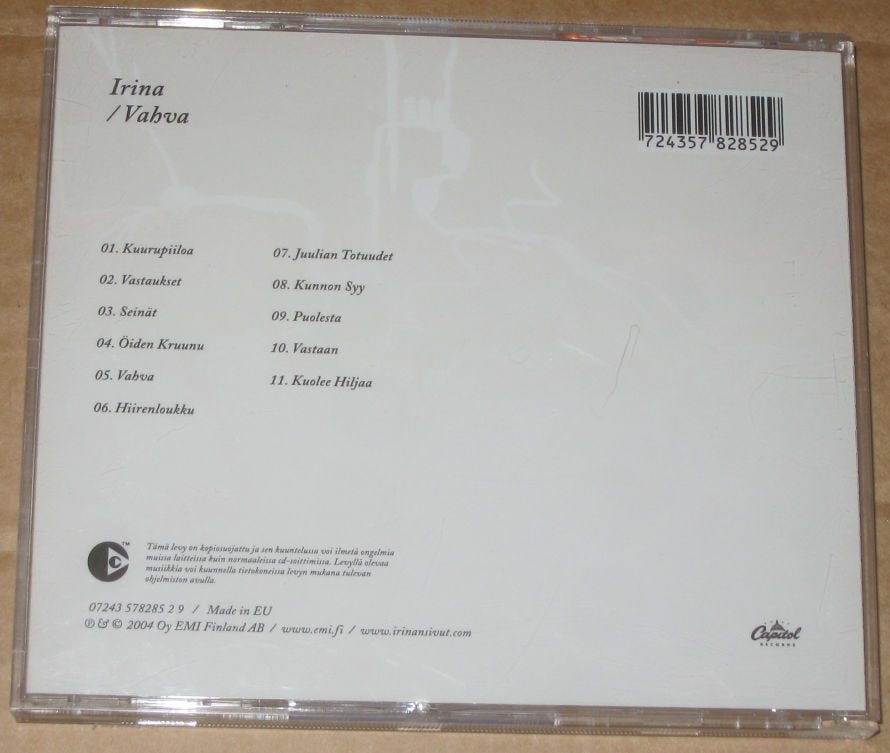 Irina
/ Vahva
724357 828529
01. Kuurupiiloa
02. Vastaukset
03. Seinät
04. Öiden Kruunu
05. Vahva
06. Hiirenloukku
07. Juulian Totuudet
08. Kunnon Syy
09. Puolesta
10. Vastaan
11. Kuolee Hiljaa
TM
Tämä levy on kopiosuojattu ja sen kuuntelussa voi ilmetä ongelmia
muissa laitteissa kuin normaaleissa cd-soittimissa. Levyllä olevaa
musiikkia voi kuunnella tietokoneissa levyn mukana tulevan
ohjelmiston avulla.
07243 578285 2 9 / Made in EU
℗ & © 2004 Oy EMI Finland AB / www.emi.fi / www.irinansivut.com
Capitol
RECORDS